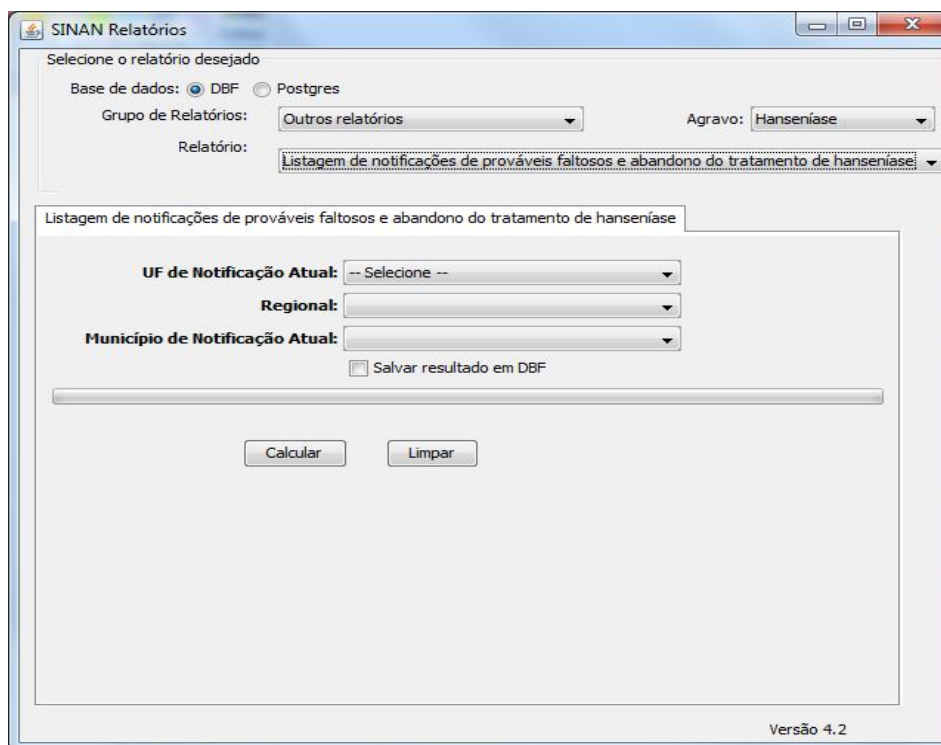 SINAN Relatórios
Selecione o relatório desejado
Base de dados: DBF Postgres
Grupo de Relatórios: Outros relatórios Agravo: Hanseníase
Relatório: Listagem de notificações de prováveis faltosos e abandono do tratamento de hanseníase
Listagem de notificações de prováveis faltosos e abandono do tratamento de hanseníase
UF de Notificação Atual: -- Selecione --
Regional:
Município de Notificação Atual:
Salvar resultado em DBF
Calcular Limpar
Versão 4.2